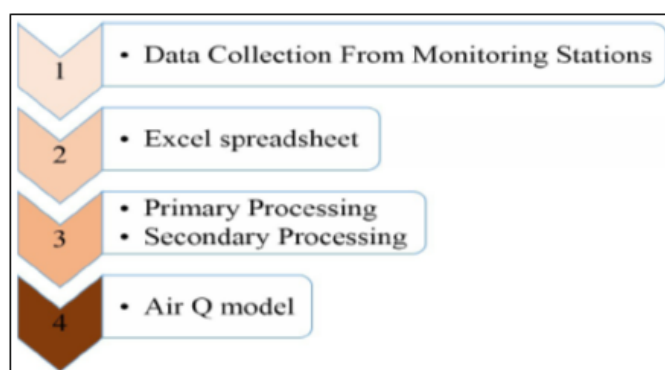 1
• Data Collection From Monitoring Stations
2
• Excel spreadsheet
3
• Primary Processing
• Secondary Processing
4
• Air Q model